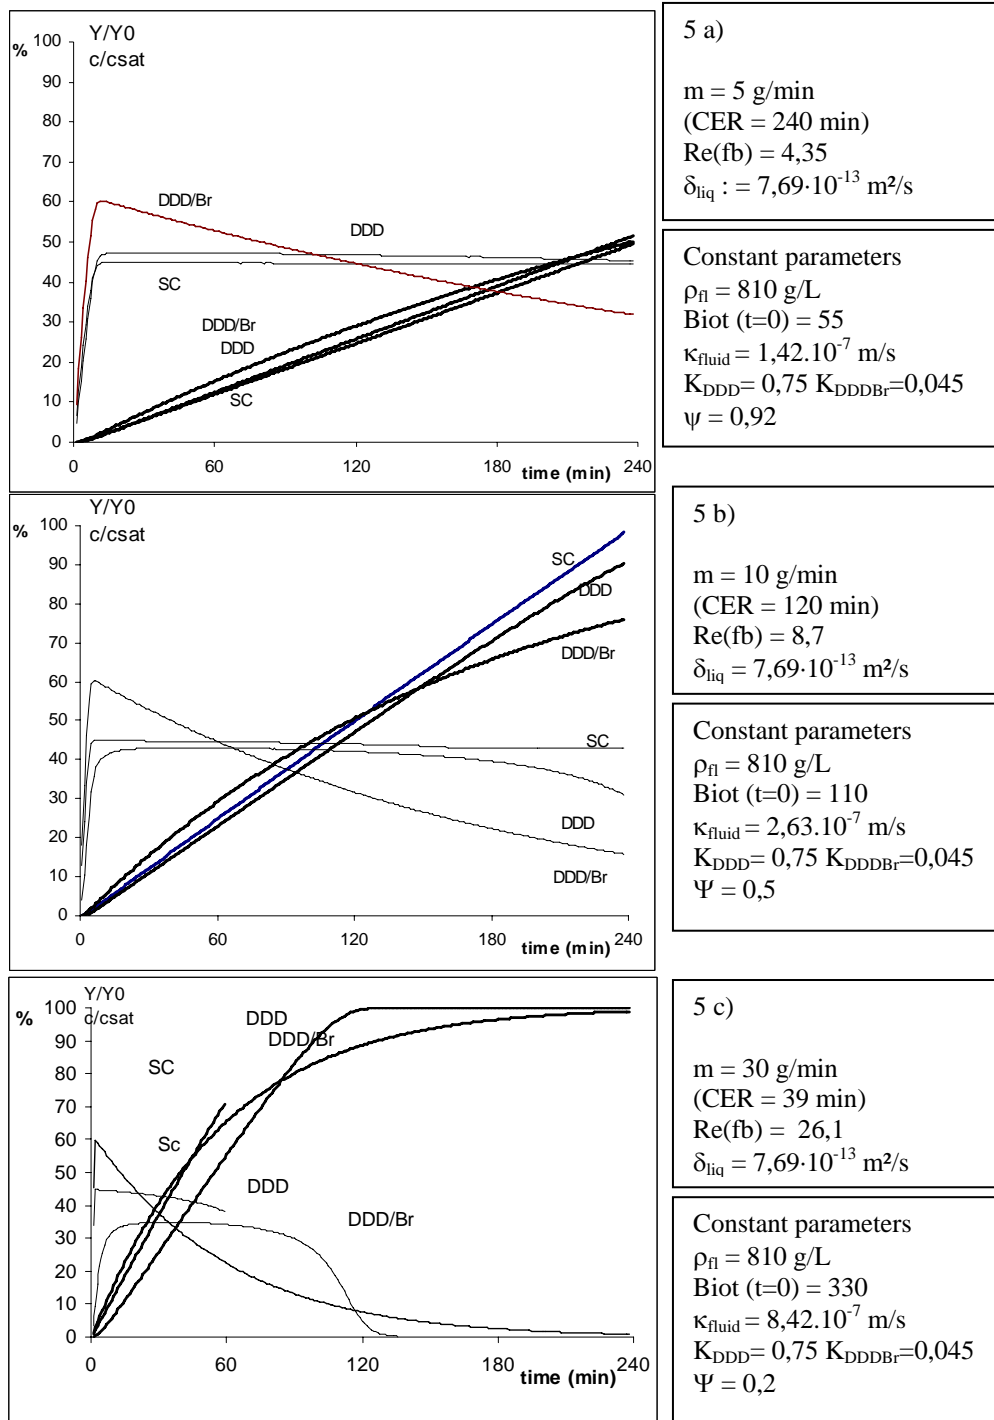 Y/Y0
c/csat
%
100
90
80
70
60
50
40
30
20
10
0
DDD/Br
DDD
SC
DDD/Br
DDD
SC
0 60 120 180 240
time (min)
5 a)
m = 5 g/min
(CER = 240 min)
Re(fb) = 4,35
δliq : = 7,69·10-13 m²/s
Constant parameters
ρfl = 810 g/L
Biot (t=0) = 55
κfluid = 1,42.10-7 m/s
KDDD= 0,75 KDDDBr=0,045
ψ = 0,92
Y/Y0
c/csat
%
100
90
80
70
60
50
40
30
20
10
0
SC
DDD
DDD/Br
SC
DDD
DDD/Br
0 60 120 180 240
time (min)
5 b)
m = 10 g/min
(CER = 120 min)
Re(fb) = 8,7
δliq = 7,69·10-13 m²/s
Constant parameters
ρfl = 810 g/L
Biot (t=0) = 110
κfluid = 2,63.10-7 m/s
KDDD= 0,75 KDDDBr=0,045
Ψ = 0,5
Y/Y0
c/csat
%
100
90
80
70
60
50
40
30
20
10
0
DDD
DDD/Br
SC
Sc
DDD
DDD/Br
0 60 120 180 240
time (min)
5 c)
m = 30 g/min
(CER = 39 min)
Re(fb) = 26,1
δliq = 7,69·10-13 m²/s
Constant parameters
ρfl = 810 g/L
Biot (t=0) = 330
κfluid = 8,42.10-7 m/s
KDDD= 0,75 KDDDBr=0,045
Ψ = 0,2